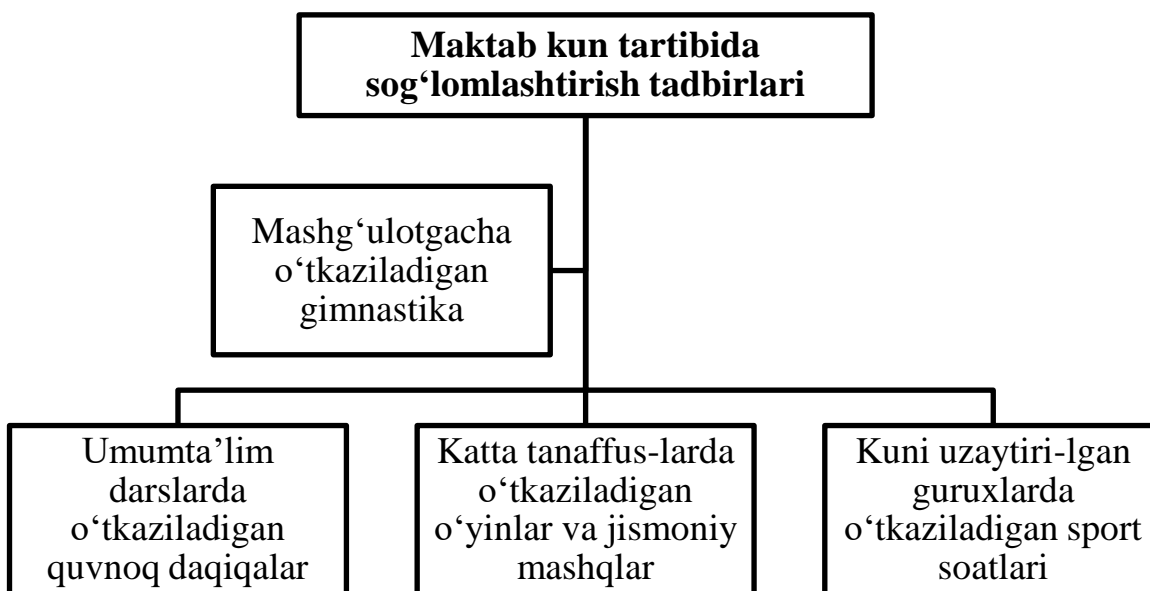 Maktab kun tartibida
sog‘lomlashtirish tadbirlari
Mashg‘ulotgacha
o‘tkaziladigan
gimnastika
Umumta’lim
darslarda
o‘tkaziladigan
quvnoq daqiqalar
Katta tanaffus-larda
o‘tkaziladigan
o‘yinlar va jismoniy
mashqlar
Kuni uzaytiri-lgan
guruxlarda
o‘tkaziladigan sport
soatlari